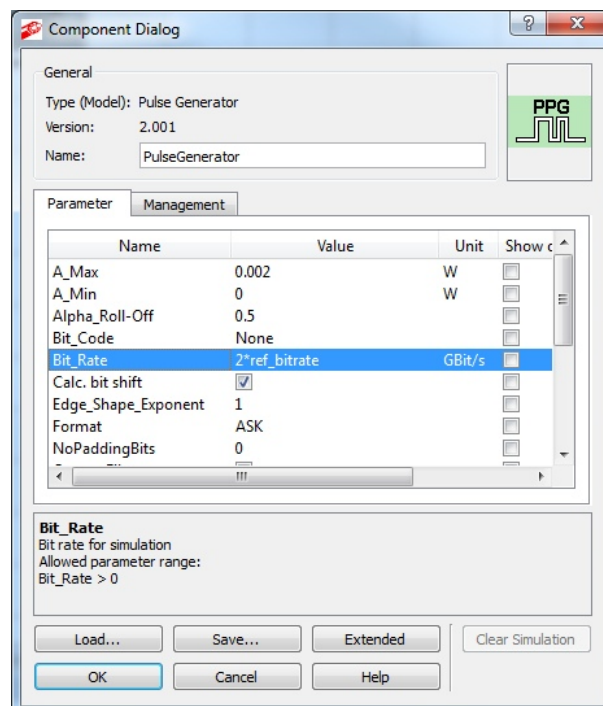 Component Dialog
General
Type (Model): Pulse Generator
Version: 2.001
Name: PulseGenerator
PPG
Parameter Management
Name Value Unit Show
A_Max 0.002 W
A_Min 0 W
Alpha_Roll-Off 0.5
Bit_Code None
Bit_Rate 2*ref_bitrate GBit/s
Calc. bit shift
Edge_Shape_Exponent 1
Format ASK
NoPaddingBits 0
Bit_Rate
Bit rate for simulation
Allowed parameter range:
Bit_Rate > 0
Load... Save... Extended Clear Simulation
OK Cancel Help